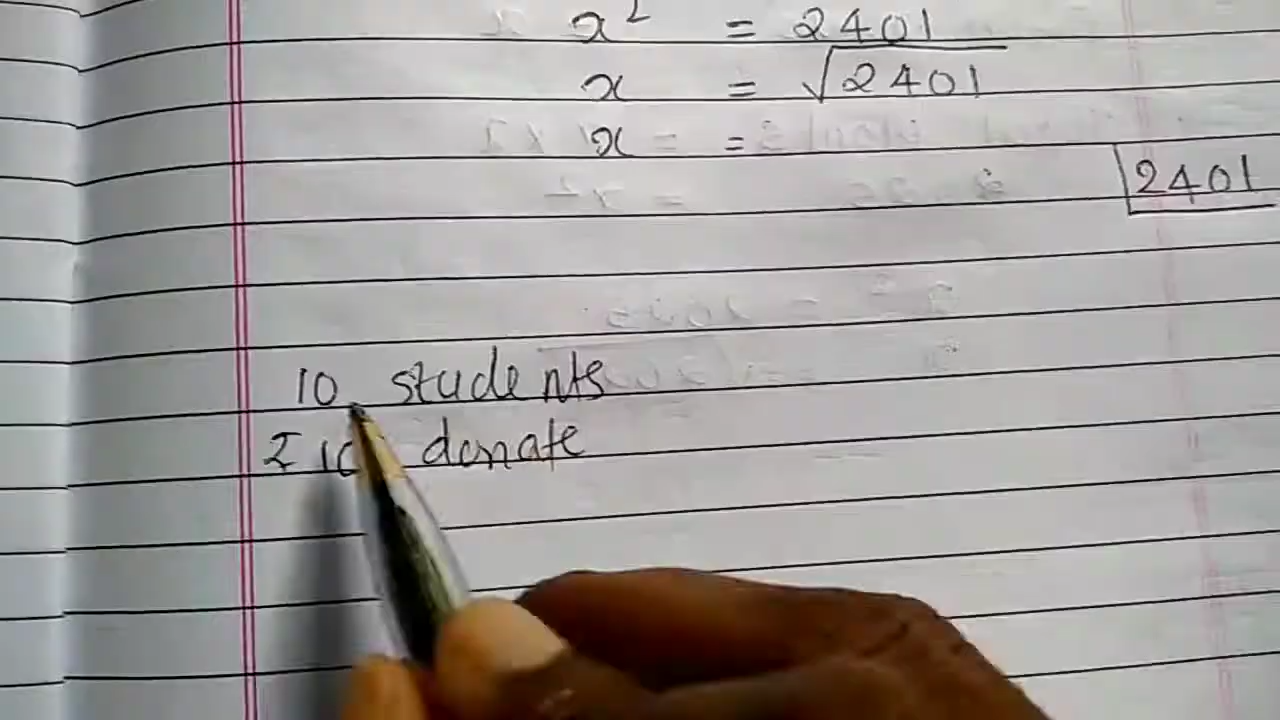 x² = 2401
x = √2401
x =
2401
10 students
₹ 10 donate